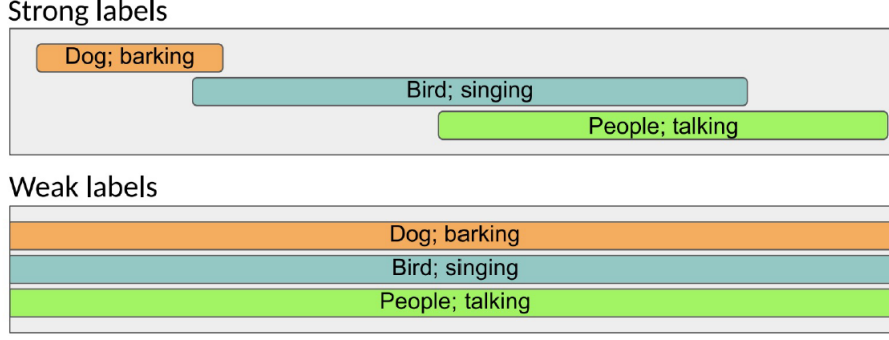 Strong labels
Dog; barking
Bird; singing
People; talking
Weak labels
Dog; barking
Bird; singing
People; talking